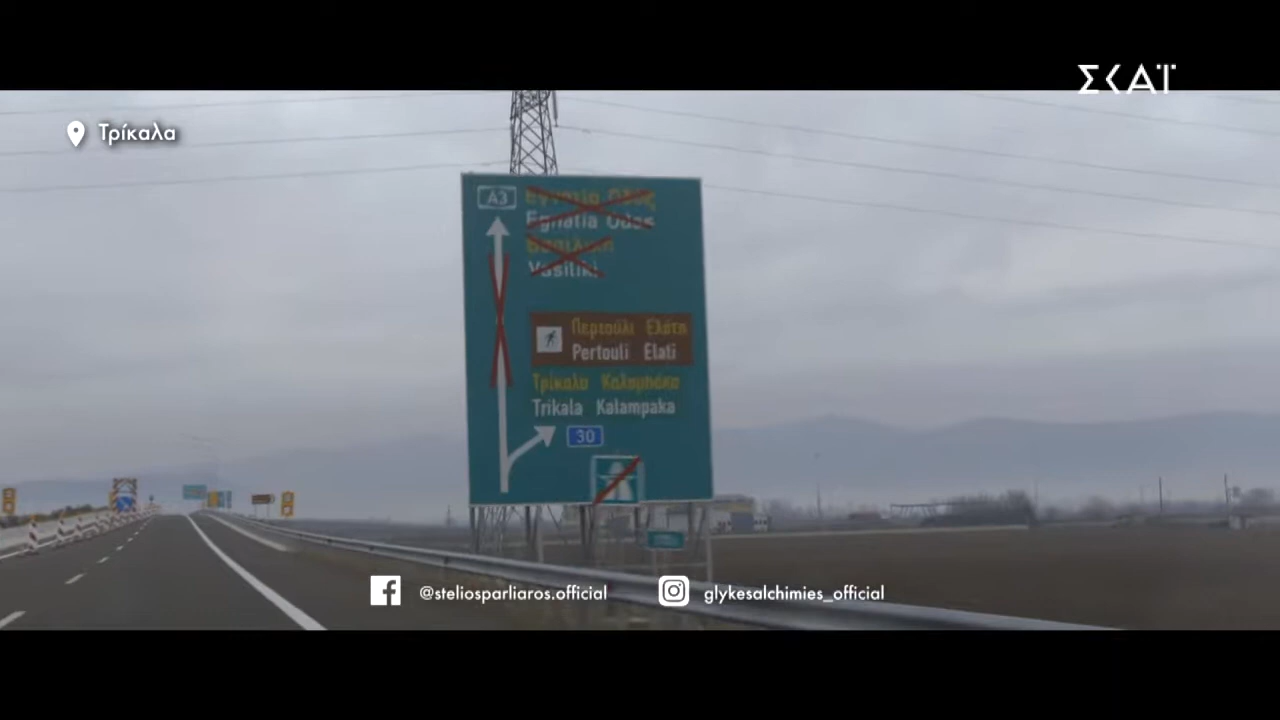 ΣΚΑΪ
Τρίκαλα
A3
Εγνατία Οδός
Egnatia Odos
Βασιλική
Vasiliki
Περτούλι Ελάτη
Pertouli Elati
Τρίκαλα Καλαμπάκα
Trikala Kalampaka
30
@steliosparliaros.official
glykesalchimies_official